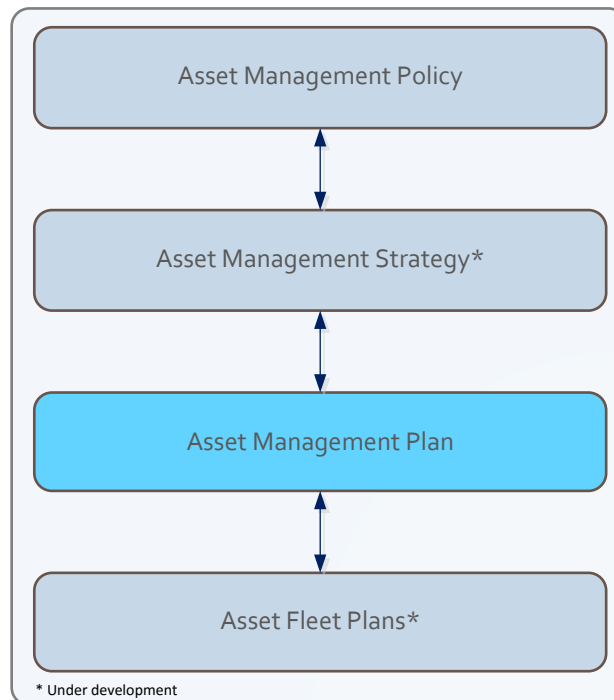 Asset Management Policy
Asset Management Strategy*
Asset Management Plan
Asset Fleet Plans*
* Under development